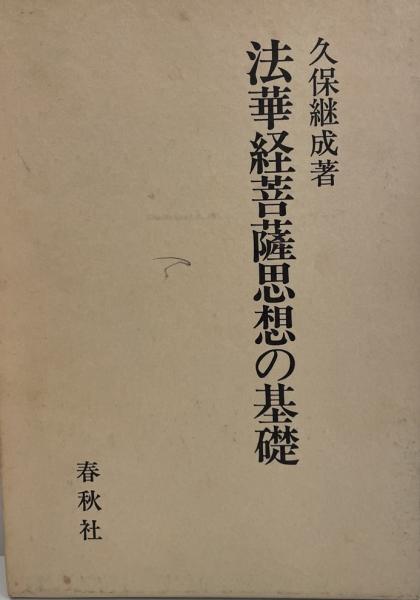 久保継成著
法華経菩薩思想の基礎
春秋社